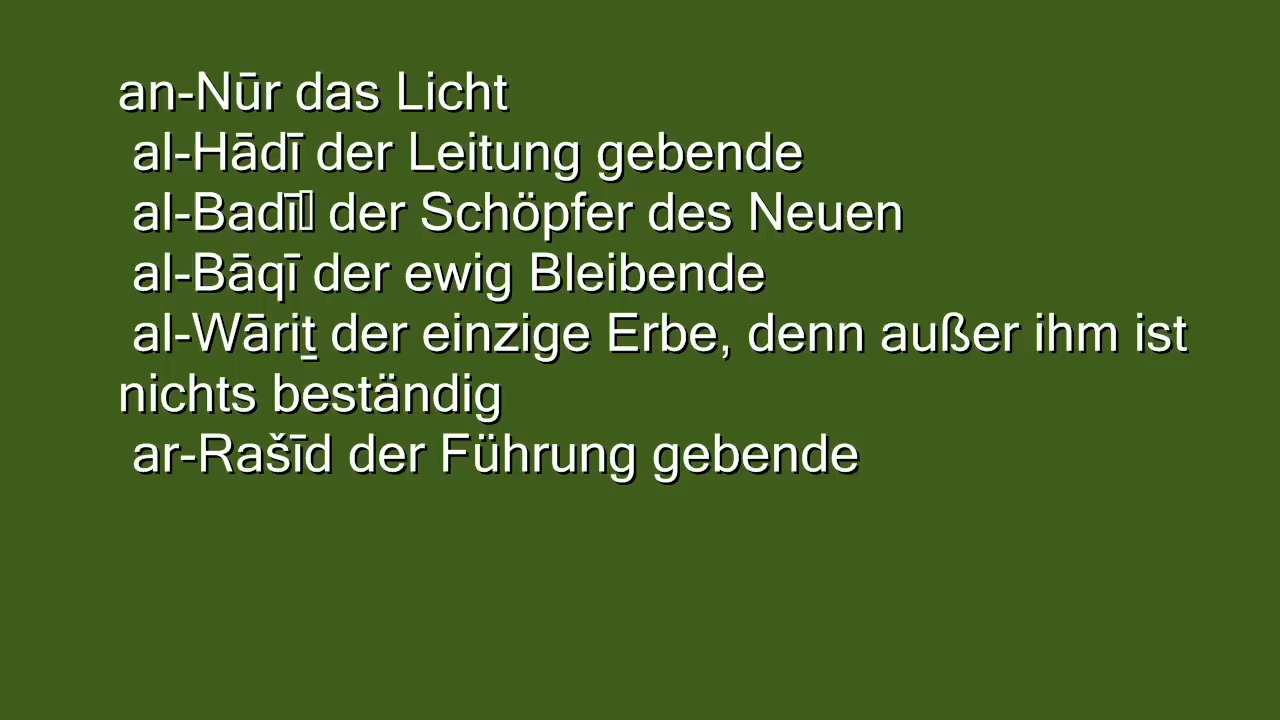 an-Nūr das Licht
al-Hādī der Leitung gebende
al-Badī▯ der Schöpfer des Neuen
al-Bāqī der ewig Bleibende
al-Wāriṯ der einzige Erbe, denn außer ihm ist
nichts beständig
ar-Rašīd der Führung gebende